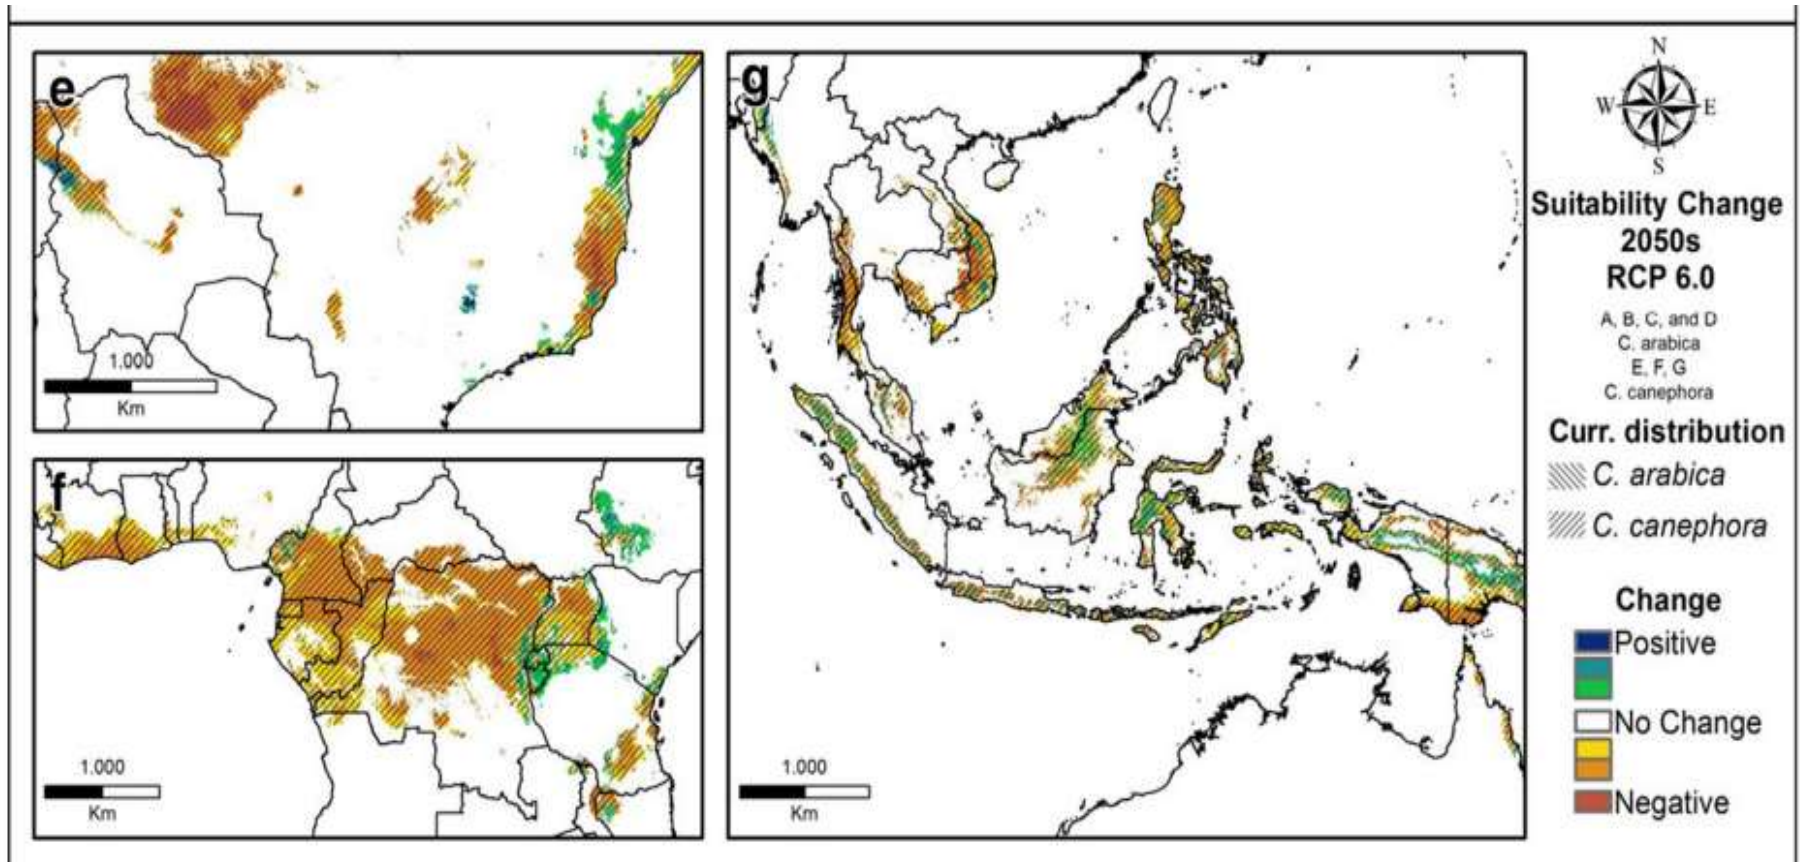 e
1.000
Km
f
1.000
Km
g
1.000
Km
N
W E
S
Suitability Change
2050s
RCP 6.0
A, B, C, and D
C. arabica
E, F, G
C. canephora
Curr. distribution
C. arabica
C. canephora
Change
Positive
No Change
Negative